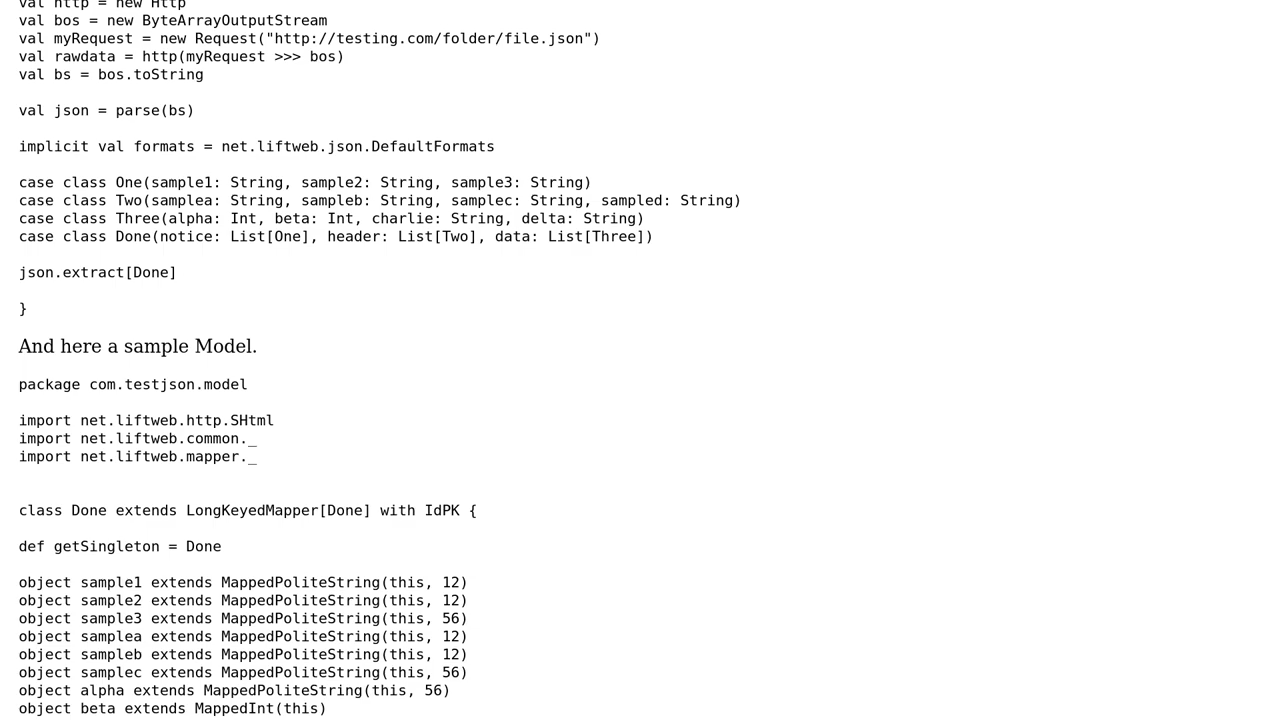 val http = new Http
val bos = new ByteArrayOutputStream
val myRequest = new Request("http://testing.com/folder/file.json")
val rawdata = http(myRequest >>> bos)
val bs = bos.toString
val json = parse(bs)
implicit val formats = net.liftweb.json.DefaultFormats
case class One(sample1: String, sample2: String, sample3: String)
case class Two(samplea: String, sampleb: String, samplec: String, sampled: String)
case class Three(alpha: Int, beta: Int, charlie: String, delta: String)
case class Done(notice: List[One], header: List[Two], data: List[Three])
json.extract[Done]
}
And here a sample Model.
package com.testjson.model
import net.liftweb.http.SHtml
import net.liftweb.common._
import net.liftweb.mapper._
class Done extends LongKeyedMapper[Done] with IdPK {
def getSingleton = Done
object sample1 extends MappedPoliteString(this, 12)
object sample2 extends MappedPoliteString(this, 12)
object sample3 extends MappedPoliteString(this, 56)
object samplea extends MappedPoliteString(this, 12)
object sampleb extends MappedPoliteString(this, 12)
object samplec extends MappedPoliteString(this, 56)
object alpha extends MappedPoliteString(this, 56)
object beta extends MappedInt(this)